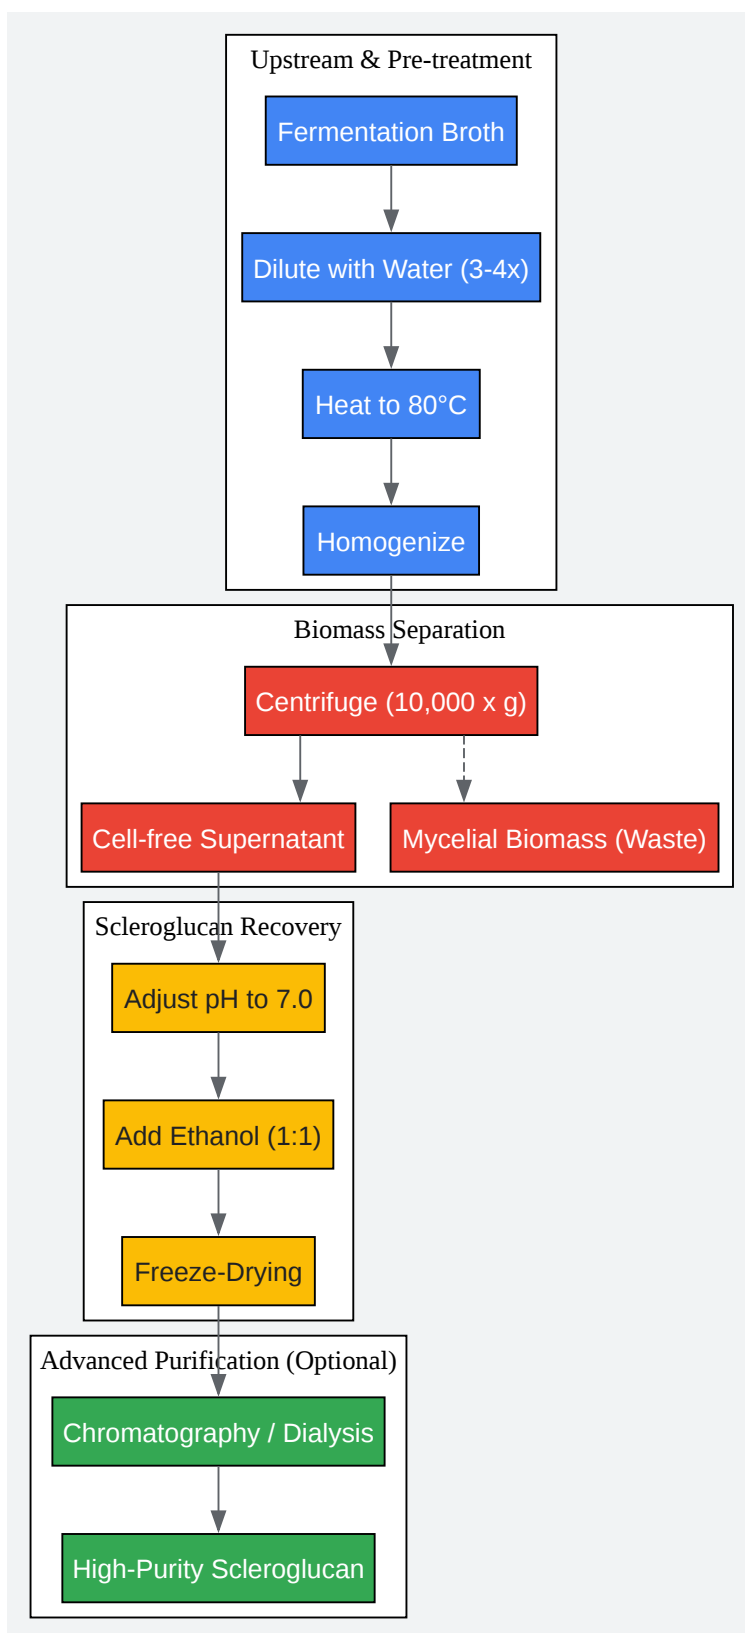 Upstream & Pre-treatment
Fermentation Broth
Dilute with Water (3-4x)
Heat to 80°C
Homogenize
Biomass Separation
Centrifuge (10,000 x g)
Cell-free Supernatant
Mycelial Biomass (Waste)
Scleroglucan Recovery
Adjust pH to 7.0
Add Ethanol (1:1)
Freeze-Drying
Advanced Purification (Optional)
Chromatography / Dialysis
High-Purity Scleroglucan